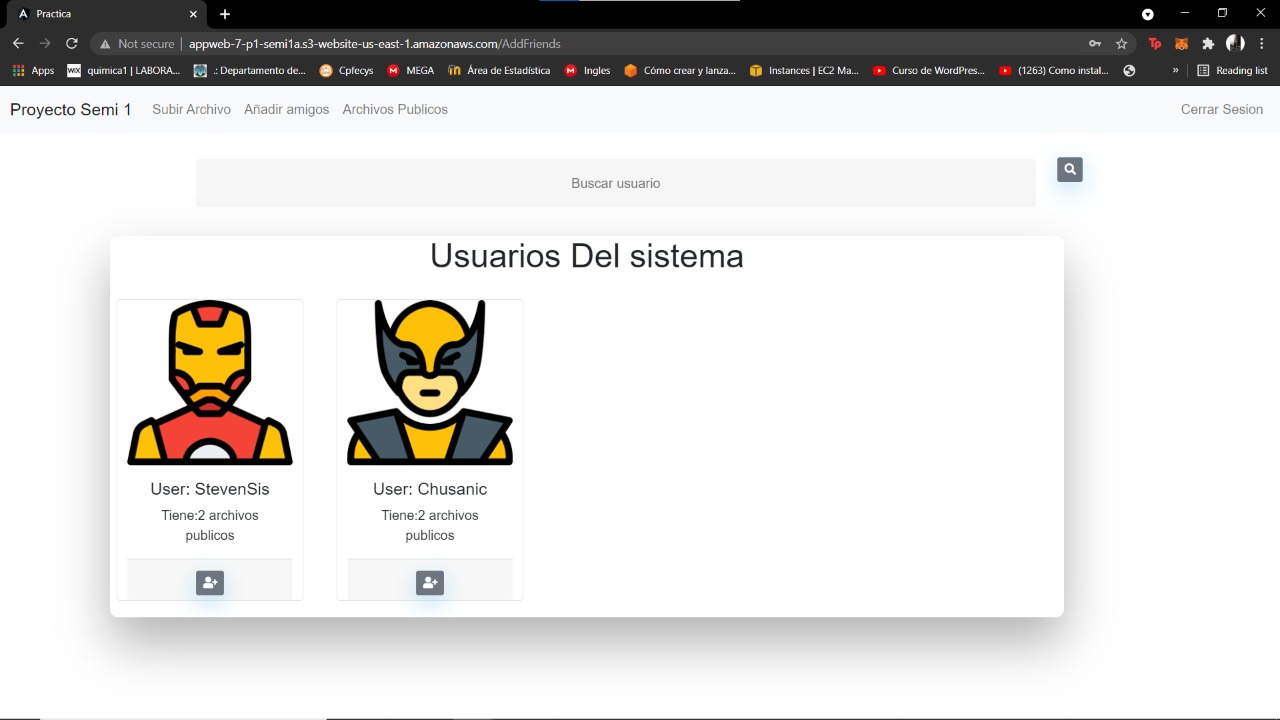 Practica
Not secure | appweb-7-p1-semi1a.s3-website-us-east-1.amazonaws.com/AddFriends
Apps WIX quimica1 | LABORA... .: Departamento de... Cpfecys MEGA Área de Estadística Ingles Cómo crear y lanza... Instances | EC2 Ma... Curso de WordPres... (1263) Como instal... » Reading list
Proyecto Semi 1 Subir Archivo Añadir amigos Archivos Publicos Cerrar Sesion
Buscar usuario
Usuarios Del sistema
User: StevenSis
Tiene:2 archivos
publicos
User: Chusanic
Tiene:2 archivos
publicos